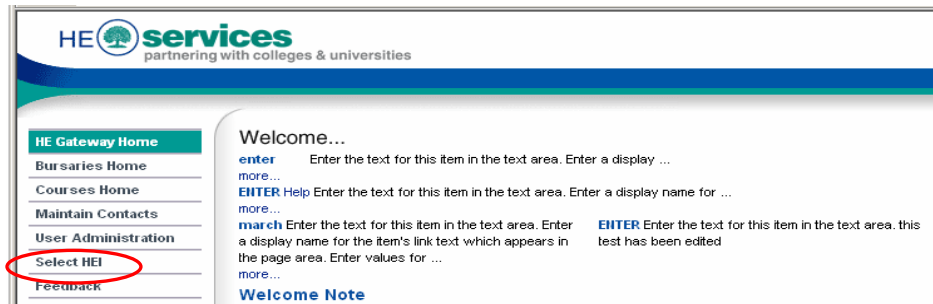 HE services
partnering with colleges & universities
HE Gateway Home
Bursaries Home
Courses Home
Maintain Contacts
User Administration
Select HEI
Feedback
Welcome...
enter Enter the text for this item in the text area. Enter a display ...
more...
ENTER Help Enter the text for this item in the text area. Enter a display name for ...
more...
march Enter the text for this item in the text area. Enter
a display name for the item's link text which appears in
the page area. Enter values for ...
more...
ENTER Enter the text for this item in the text area. this
test has been edited
Welcome Note